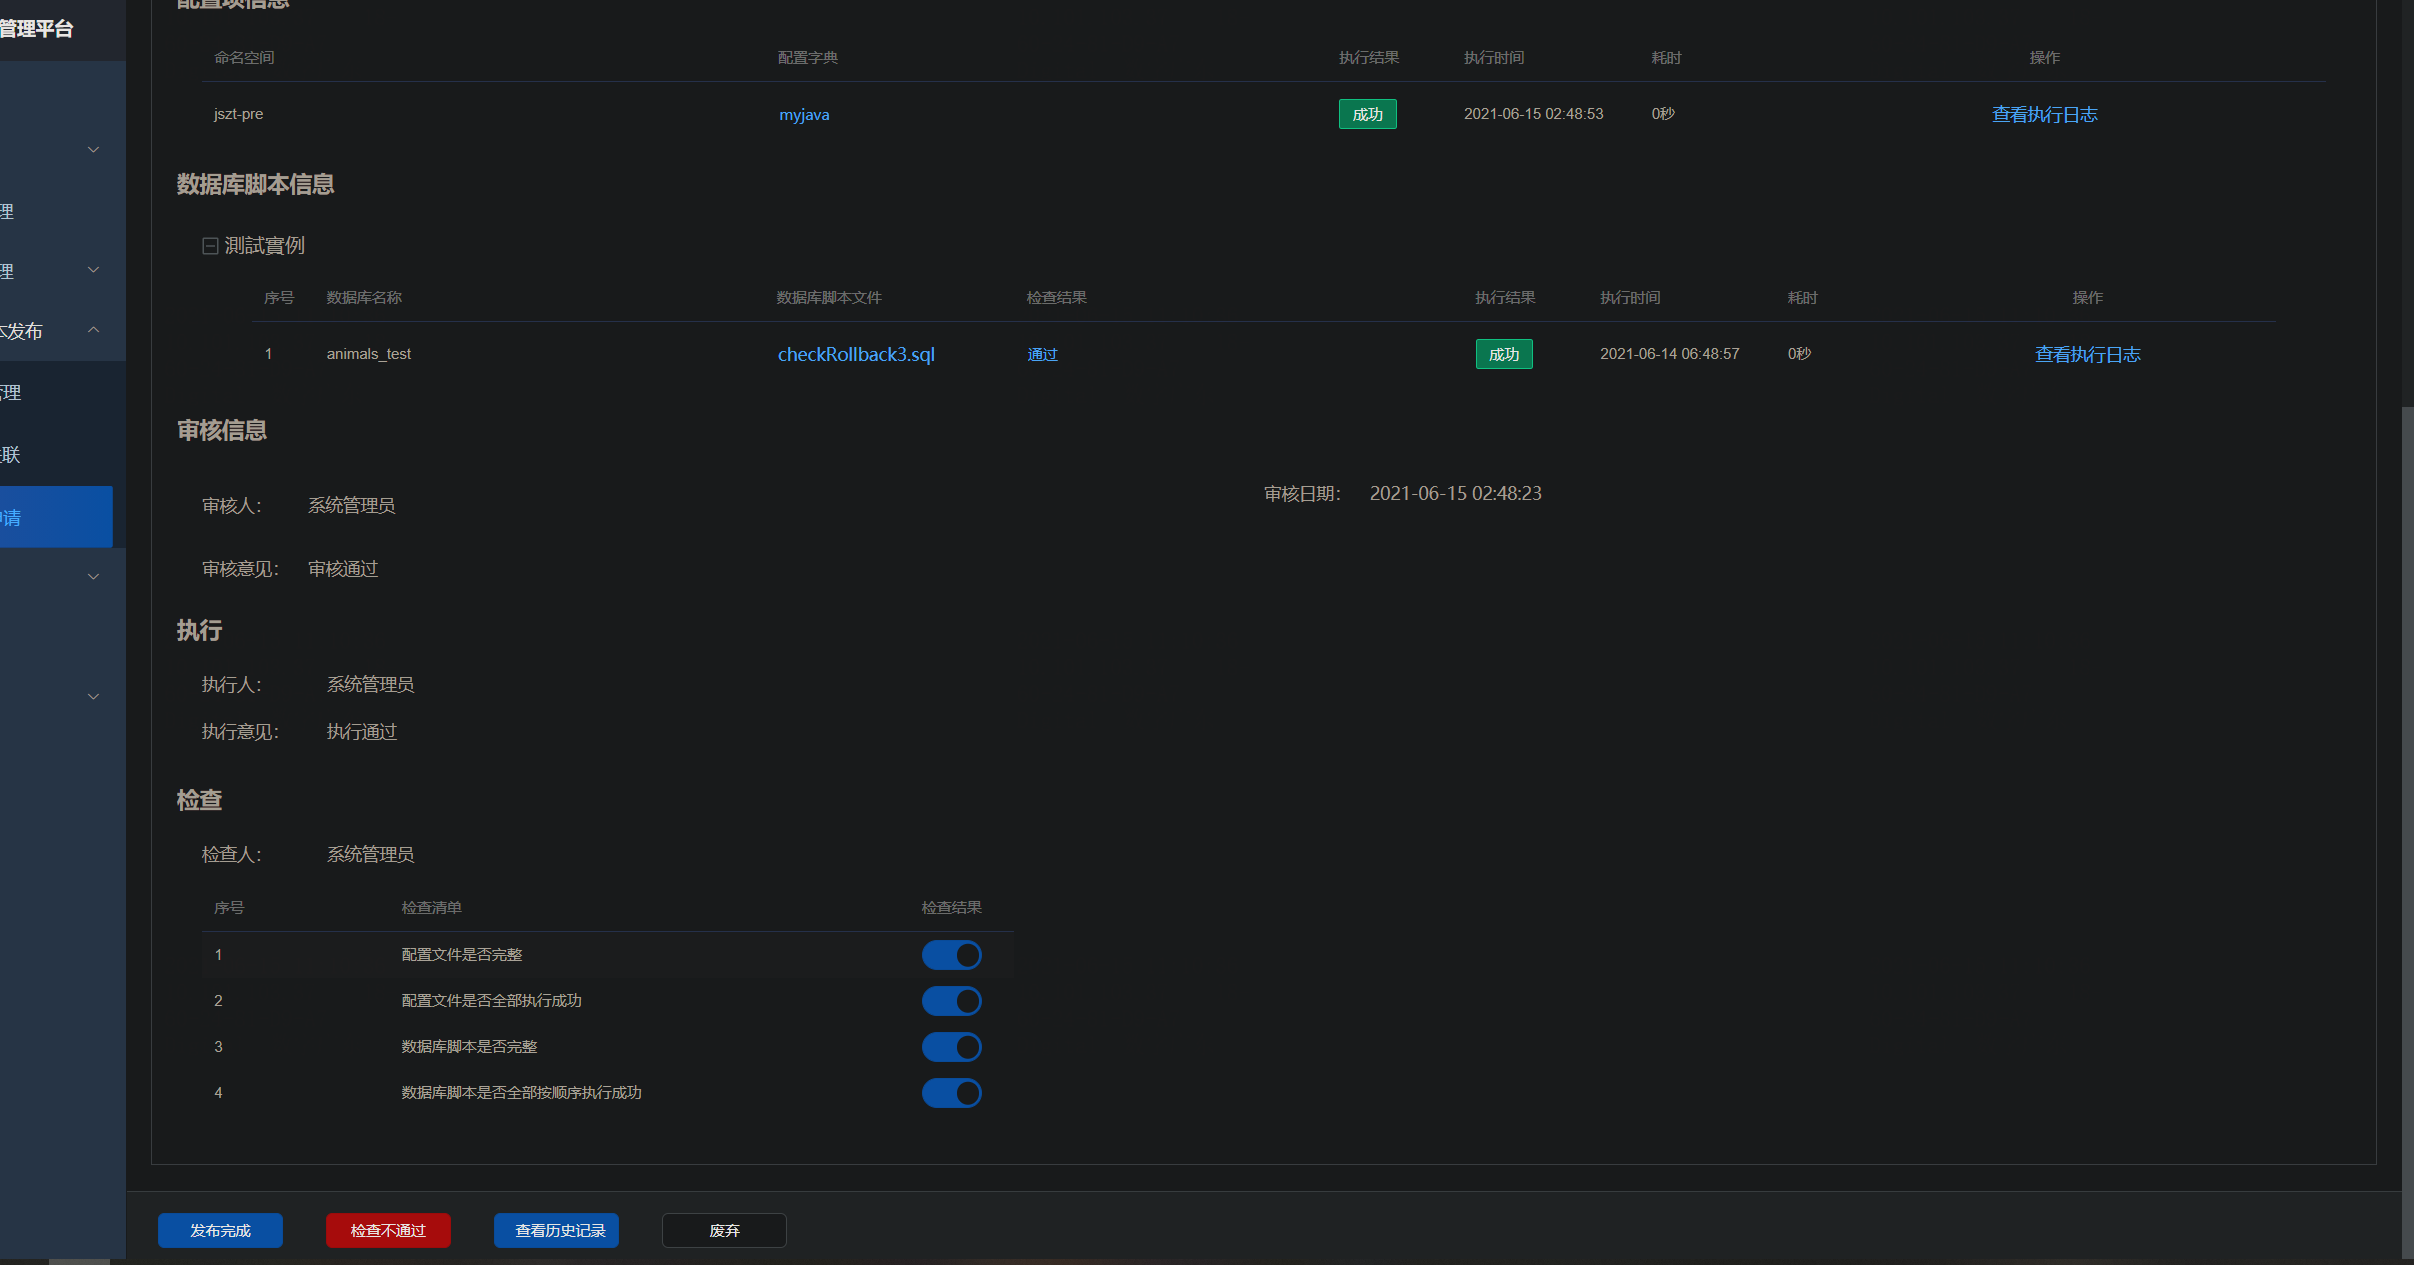 管理平台
理
理
本发布
管理
联
申请
配置项信息
命名空间 配置字典 执行结果 执行时间 耗时 操作
jszt-pre myjava 成功 2021-06-15 02:48:53 0秒 查看执行日志
数据库脚本信息
測試實例
序号 数据库名称 数据库脚本文件 检查结果 执行结果 执行时间 耗时 操作
1 animals_test checkRollback3.sql 通过 成功 2021-06-14 06:48:57 0秒 查看执行日志
审核信息
审核人： 系统管理员 审核日期： 2021-06-15 02:48:23
审核意见： 审核通过
执行
执行人： 系统管理员
执行意见： 执行通过
检查
检查人： 系统管理员
序号 检查清单 检查结果
1 配置文件是否完整
2 配置文件是否全部执行成功
3 数据库脚本是否完整
4 数据库脚本是否全部按顺序执行成功
发布完成 检查不通过 查看历史记录 废弃